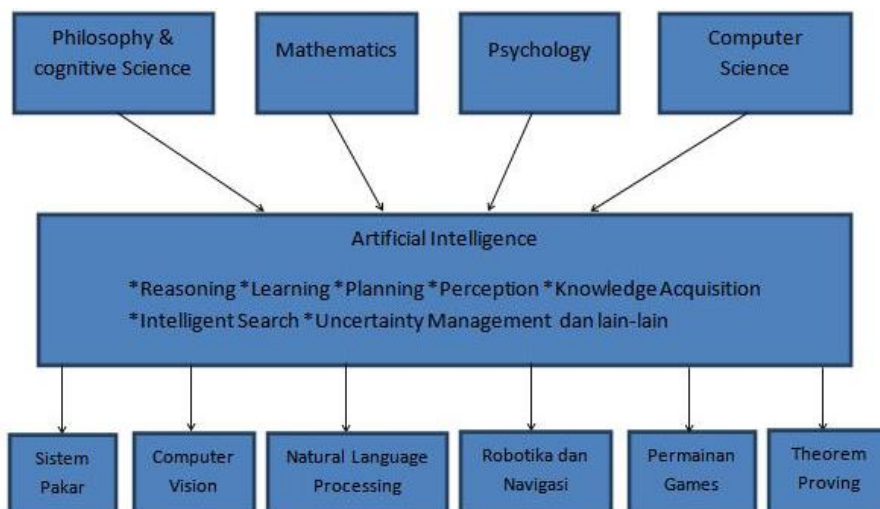 Philosophy &
cognitive Science
Mathematics
Psychology
Computer
Science
Artificial Intelligence
*Reasoning *Learning *Planning *Perception *Knowledge Acquisition
*Intelligent Search *Uncertainty Management dan lain-lain
Sistem
Pakar
Computer
Vision
Natural Language
Processing
Robotika dan
Navigasi
Permainan
Games
Theorem
Proving